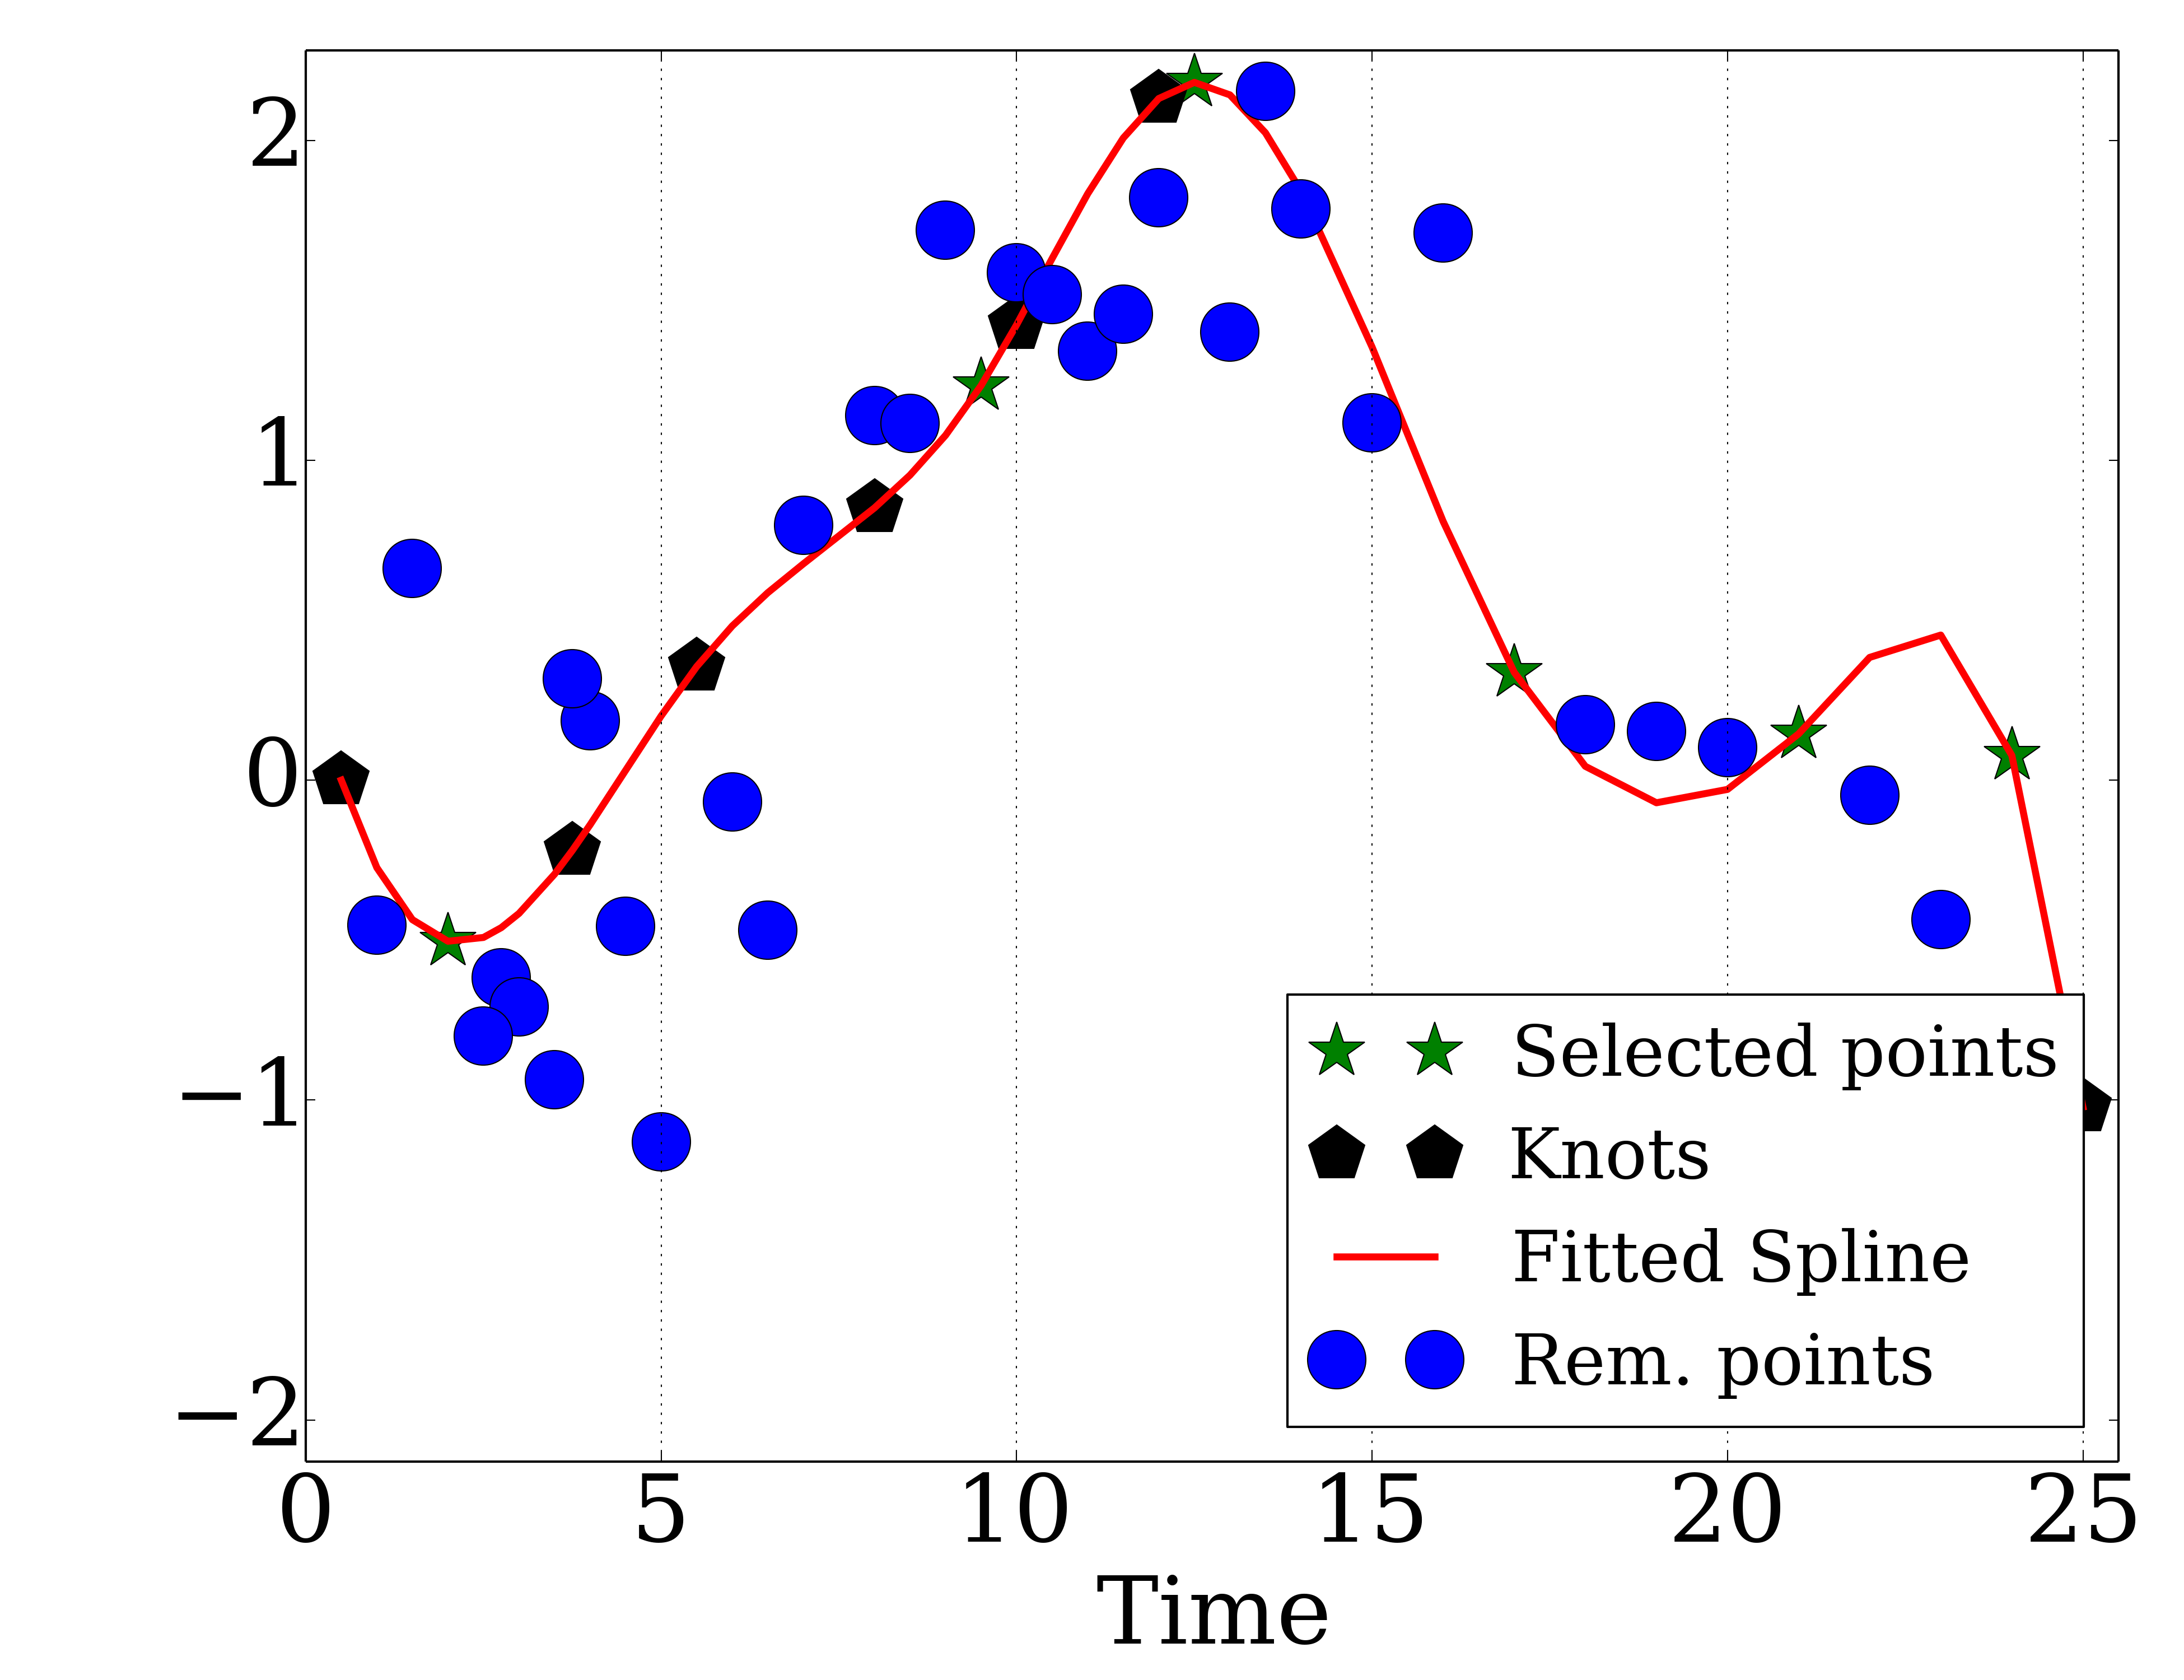 2
1
0
−1
−2
0 5 10 15 20 25
Time
Selected points
Knots
Fitted Spline
Rem. points